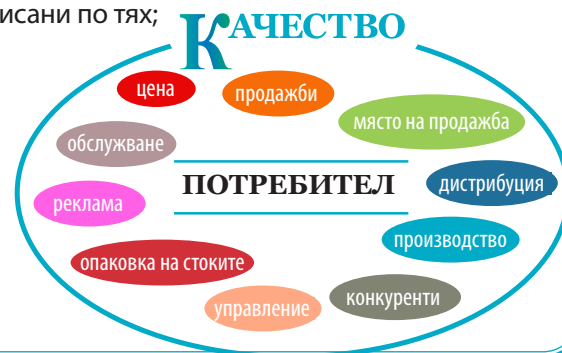 исани по тях;
КАЧЕСТВО
цена
продажби
място на продажба
обслужване
ПОТРЕБИТЕЛ
дистрибуция
реклама
производство
опаковка на стоките
управление
конкуренти